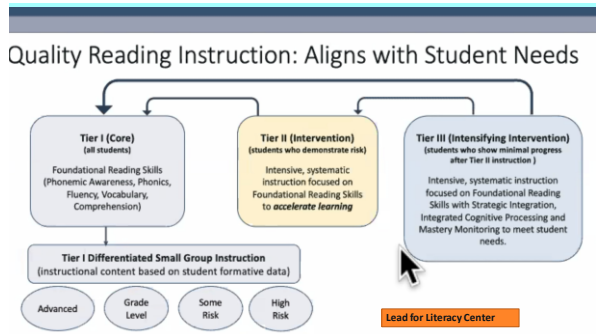 Quality Reading Instruction: Aligns with Student Needs
Tier I (Core)
(all students)
Foundational Reading Skills
(Phonemic Awareness, Phonics,
Fluency, Vocabulary,
Comprehension)
Tier II (Intervention)
(students who demonstrate risk)
Intensive, systematic
instruction focused on
Foundational Reading Skills
to accelerate learning
Tier III (Intensifying Intervention)
(students who show minimal progress
after Tier II instruction )
Intensive, systematic instruction
focused on Foundational Reading
Skills with Strategic Integration,
Integrated Cognitive Processing and
Mastery Monitoring to meet student
needs.
Tier I Differentiated Small Group Instruction
(instructional content based on student formative data)
Advanced
Grade
Level
Some
Risk
High
Risk
Lead for Literacy Center